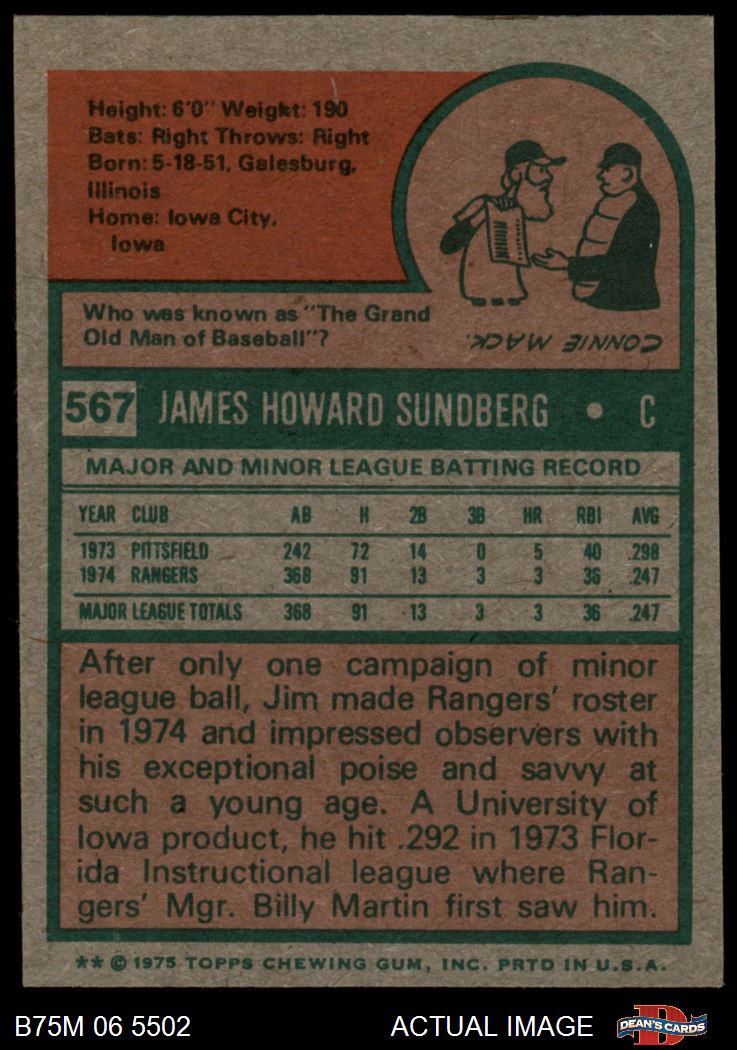 Height: 6'0" Weight: 190
Bats: Right Throws: Right
Born: 5-18-51, Galesburg,
Illinois
Home: Iowa City,
Iowa
Who was known as "The Grand
Old Man of Baseball"?
CONNIE MACK.
567 JAMES HOWARD SUNDBERG • C
MAJOR AND MINOR LEAGUE BATTING RECORD
YEAR CLUB AB H 2B 3B HR RBI AVG
1973 PITTSFIELD 242 72 14 0 5 40 .298
1974 RANGERS 368 91 13 3 3 36 .247
MAJOR LEAGUE TOTALS 368 91 13 3 3 36 .247
After only one campaign of minor
league ball, Jim made Rangers' roster
in 1974 and impressed observers with
his exceptional poise and savvy at
such a young age. A University of
Iowa product, he hit .292 in 1973 Flor-
ida Instructional league where Ran-
gers' Mgr. Billy Martin first saw him.
** © 1975 TOPPS CHEWING GUM, INC. PRTD IN U.S.A.
B75M 06 5502 ACTUAL IMAGE D DEAN'S CARDS